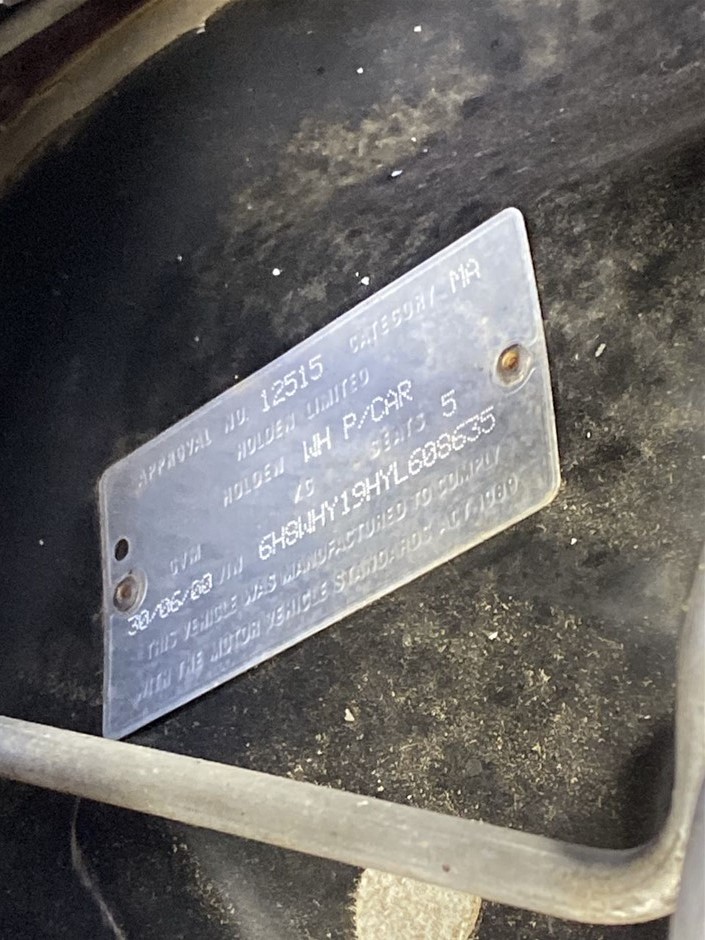 APPROVAL NO. 12515 CATEGORY MA
HOLDEN LIMITED
HOLDEN WH P/CAR
KG SEATS 5
GVM
30/06/00 VIN 6H8WHY19HYL608635
THIS VEHICLE WAS MANUFACTURED TO COMPLY
WITH THE MOTOR VEHICLE STANDARDS ACT 1989